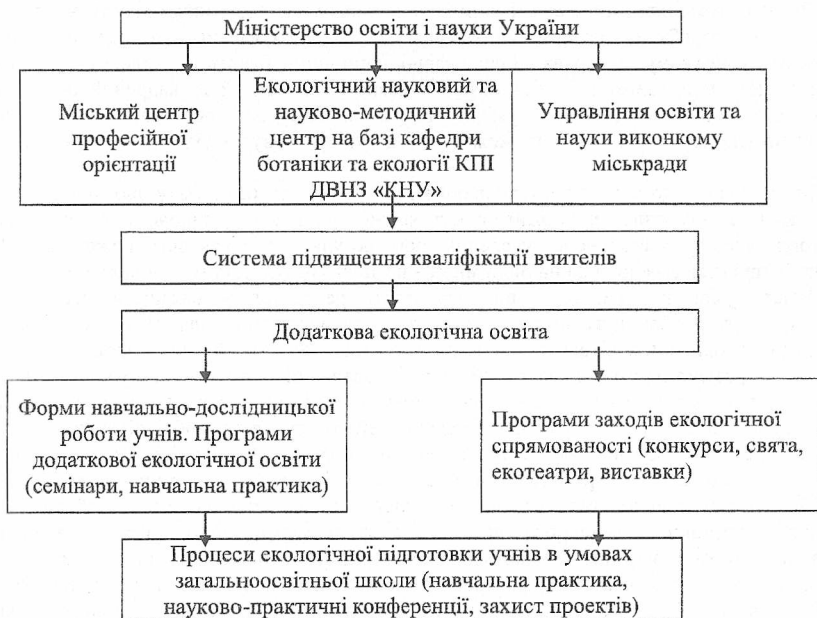 Міністерство освіти і науки України
Міський центр
професійної
орієнтації
Екологічний науковий та
науково-методичний
центр на базі кафедри
ботаніки та екології КПІ
ДВНЗ «КНУ»
Управління освіти та
науки виконкому
міськради
Система підвищення кваліфікації вчителів
Додаткова екологічна освіта
Форми навчально-дослідницької
роботи учнів. Програми
додаткової екологічної освіти
(семінари, навчальна практика)
Програми заходів екологічної
спрямованості (конкурси, свята,
екотеатри, виставки)
Процеси екологічної підготовки учнів в умовах
загальноосвітньої школи (навчальна практика,
науково-практичні конференції, захист проектів)